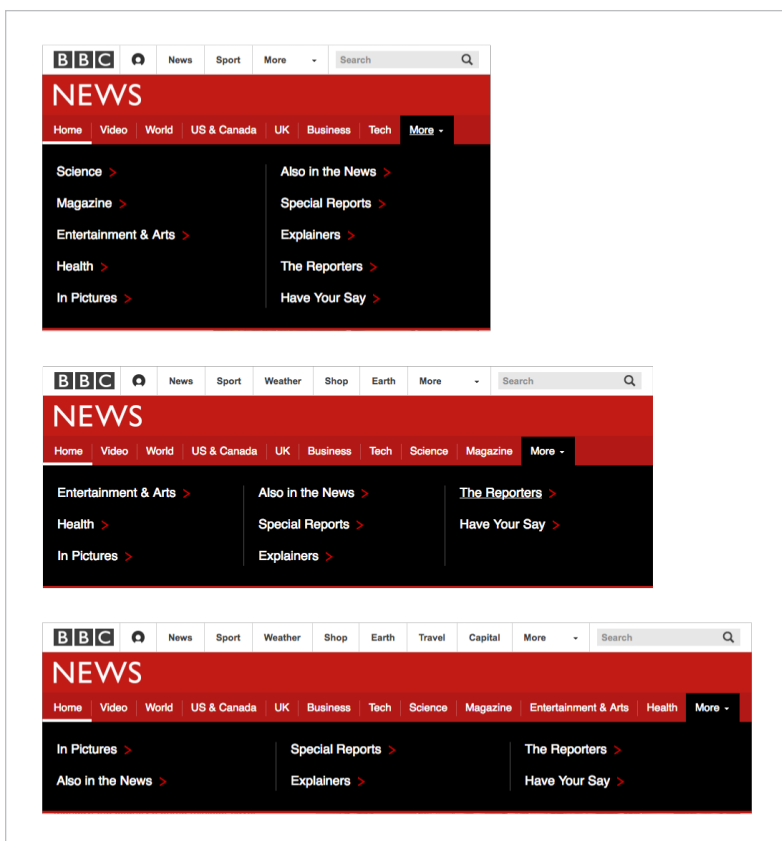 BBC News Sport More Search
NEWS
Home Video World US & Canada UK Business Tech More
Science Also in the News
Magazine Special Reports
Entertainment & Arts Explainers
Health The Reporters
In Pictures Have Your Say
BBC News Sport Weather Shop Earth More Search
NEWS
Home Video World US & Canada UK Business Tech Science Magazine More
Entertainment & Arts Also in the News The Reporters
Health Special Reports Have Your Say
In Pictures Explainers
BBC News Sport Weather Shop Earth Travel Capital More Search
NEWS
Home Video World US & Canada UK Business Tech Science Magazine Entertainment & Arts Health More
In Pictures Special Reports The Reporters
Also in the News Explainers Have Your Say